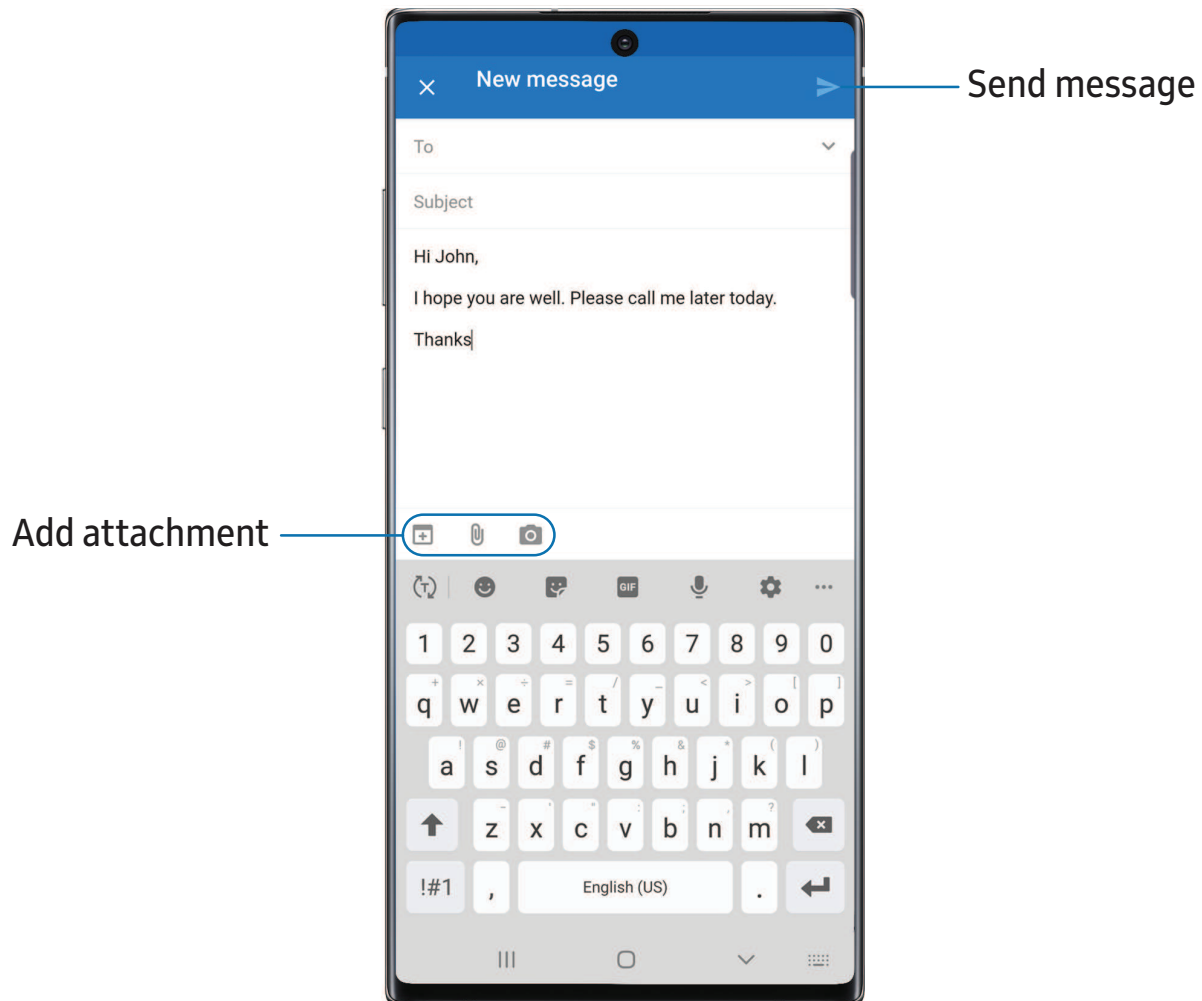 New message
Send message
To
Subject
Hi John,
I hope you are well. Please call me later today.
Thanks
Add attachment
T GIF
1 2 3 4 5 6 7 8 9 0
+ × ÷ = / _ < > [ ]
q w e r t y u i o p
! @ # $ % & * ( )
a s d f g h j k l
- ' " : ; , ?
z x c v b n m
!#1 , English (US) .